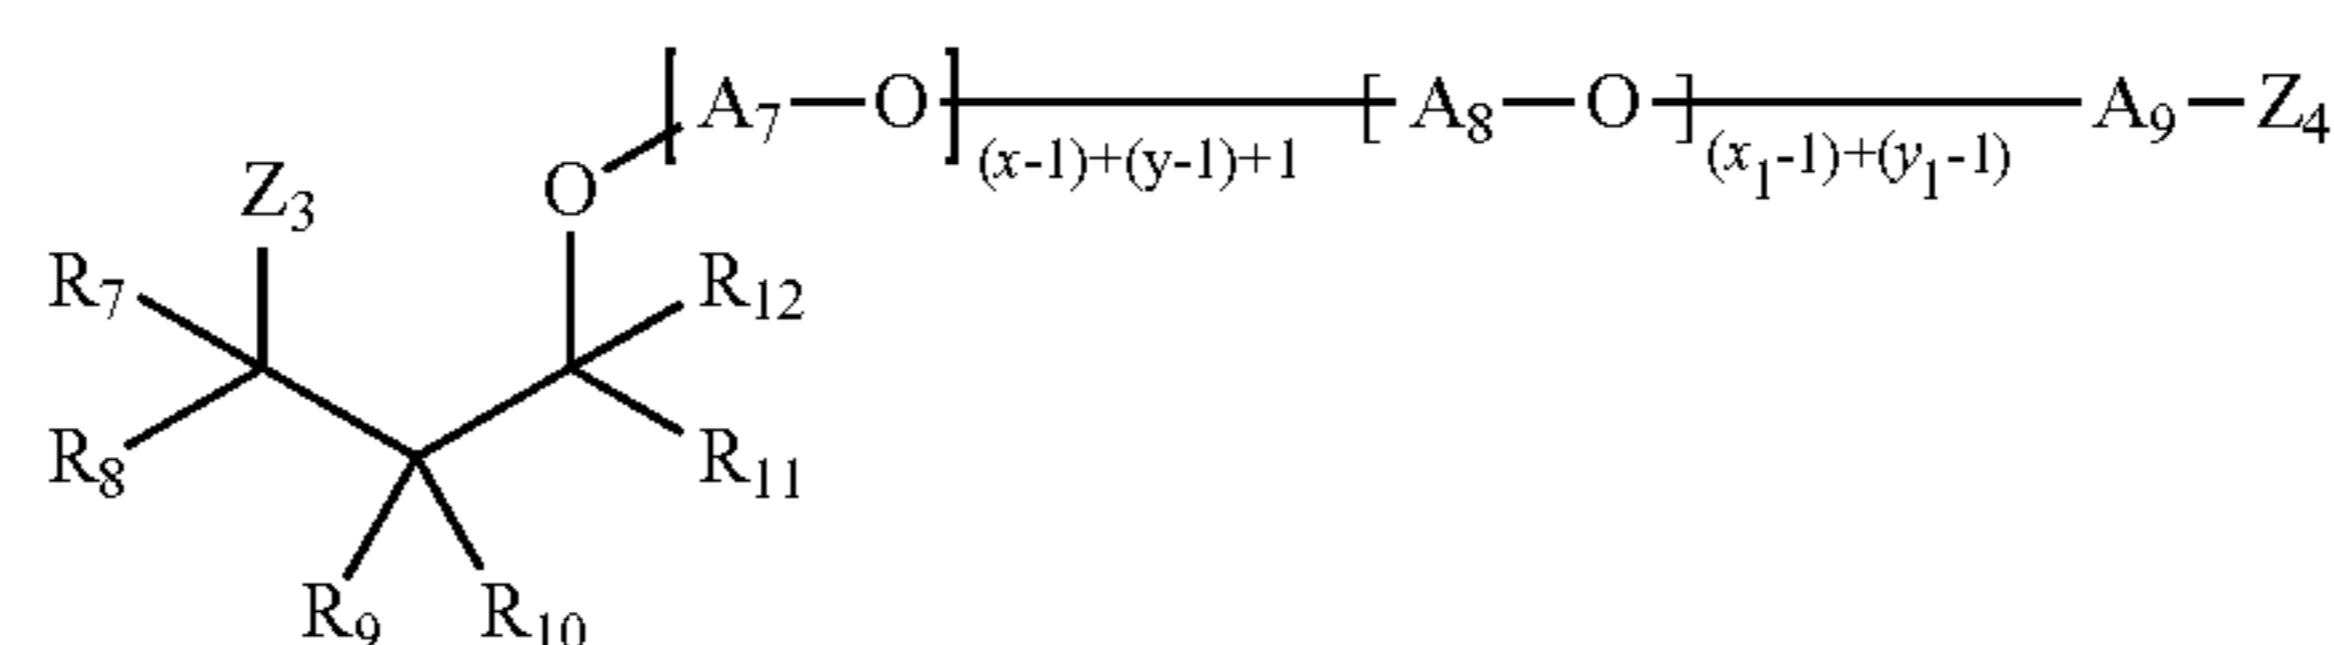 [A₇—O](x-1)+(y-1)+1[A₈—O](x₁-1)+(y₁-1)A₉—Z₄
Z₃ O
R₇ R₁₂
R₈ R₁₁
R₉ R₁₀